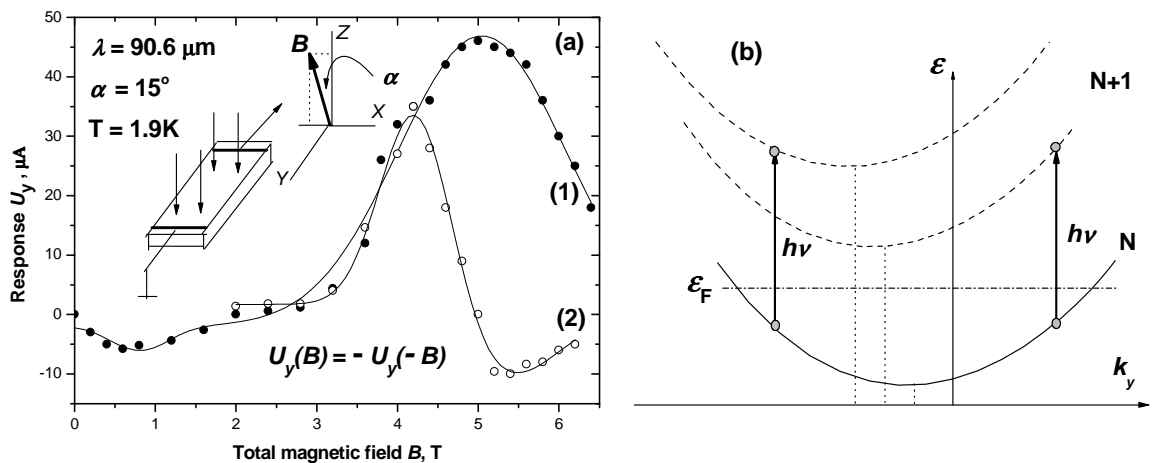 (a)
λ = 90.6 μm
α = 15°
T = 1.9K
B
Z
α
X
Y
(1)
(2)
U_y(B) = - U_y(- B)
Response U_y , μA
50
40
30
20
10
0
-10
0 1 2 3 4 5 6
Total magnetic field B, T
(b)
ε
N+1
hν
hν
N
ε_F
k_y